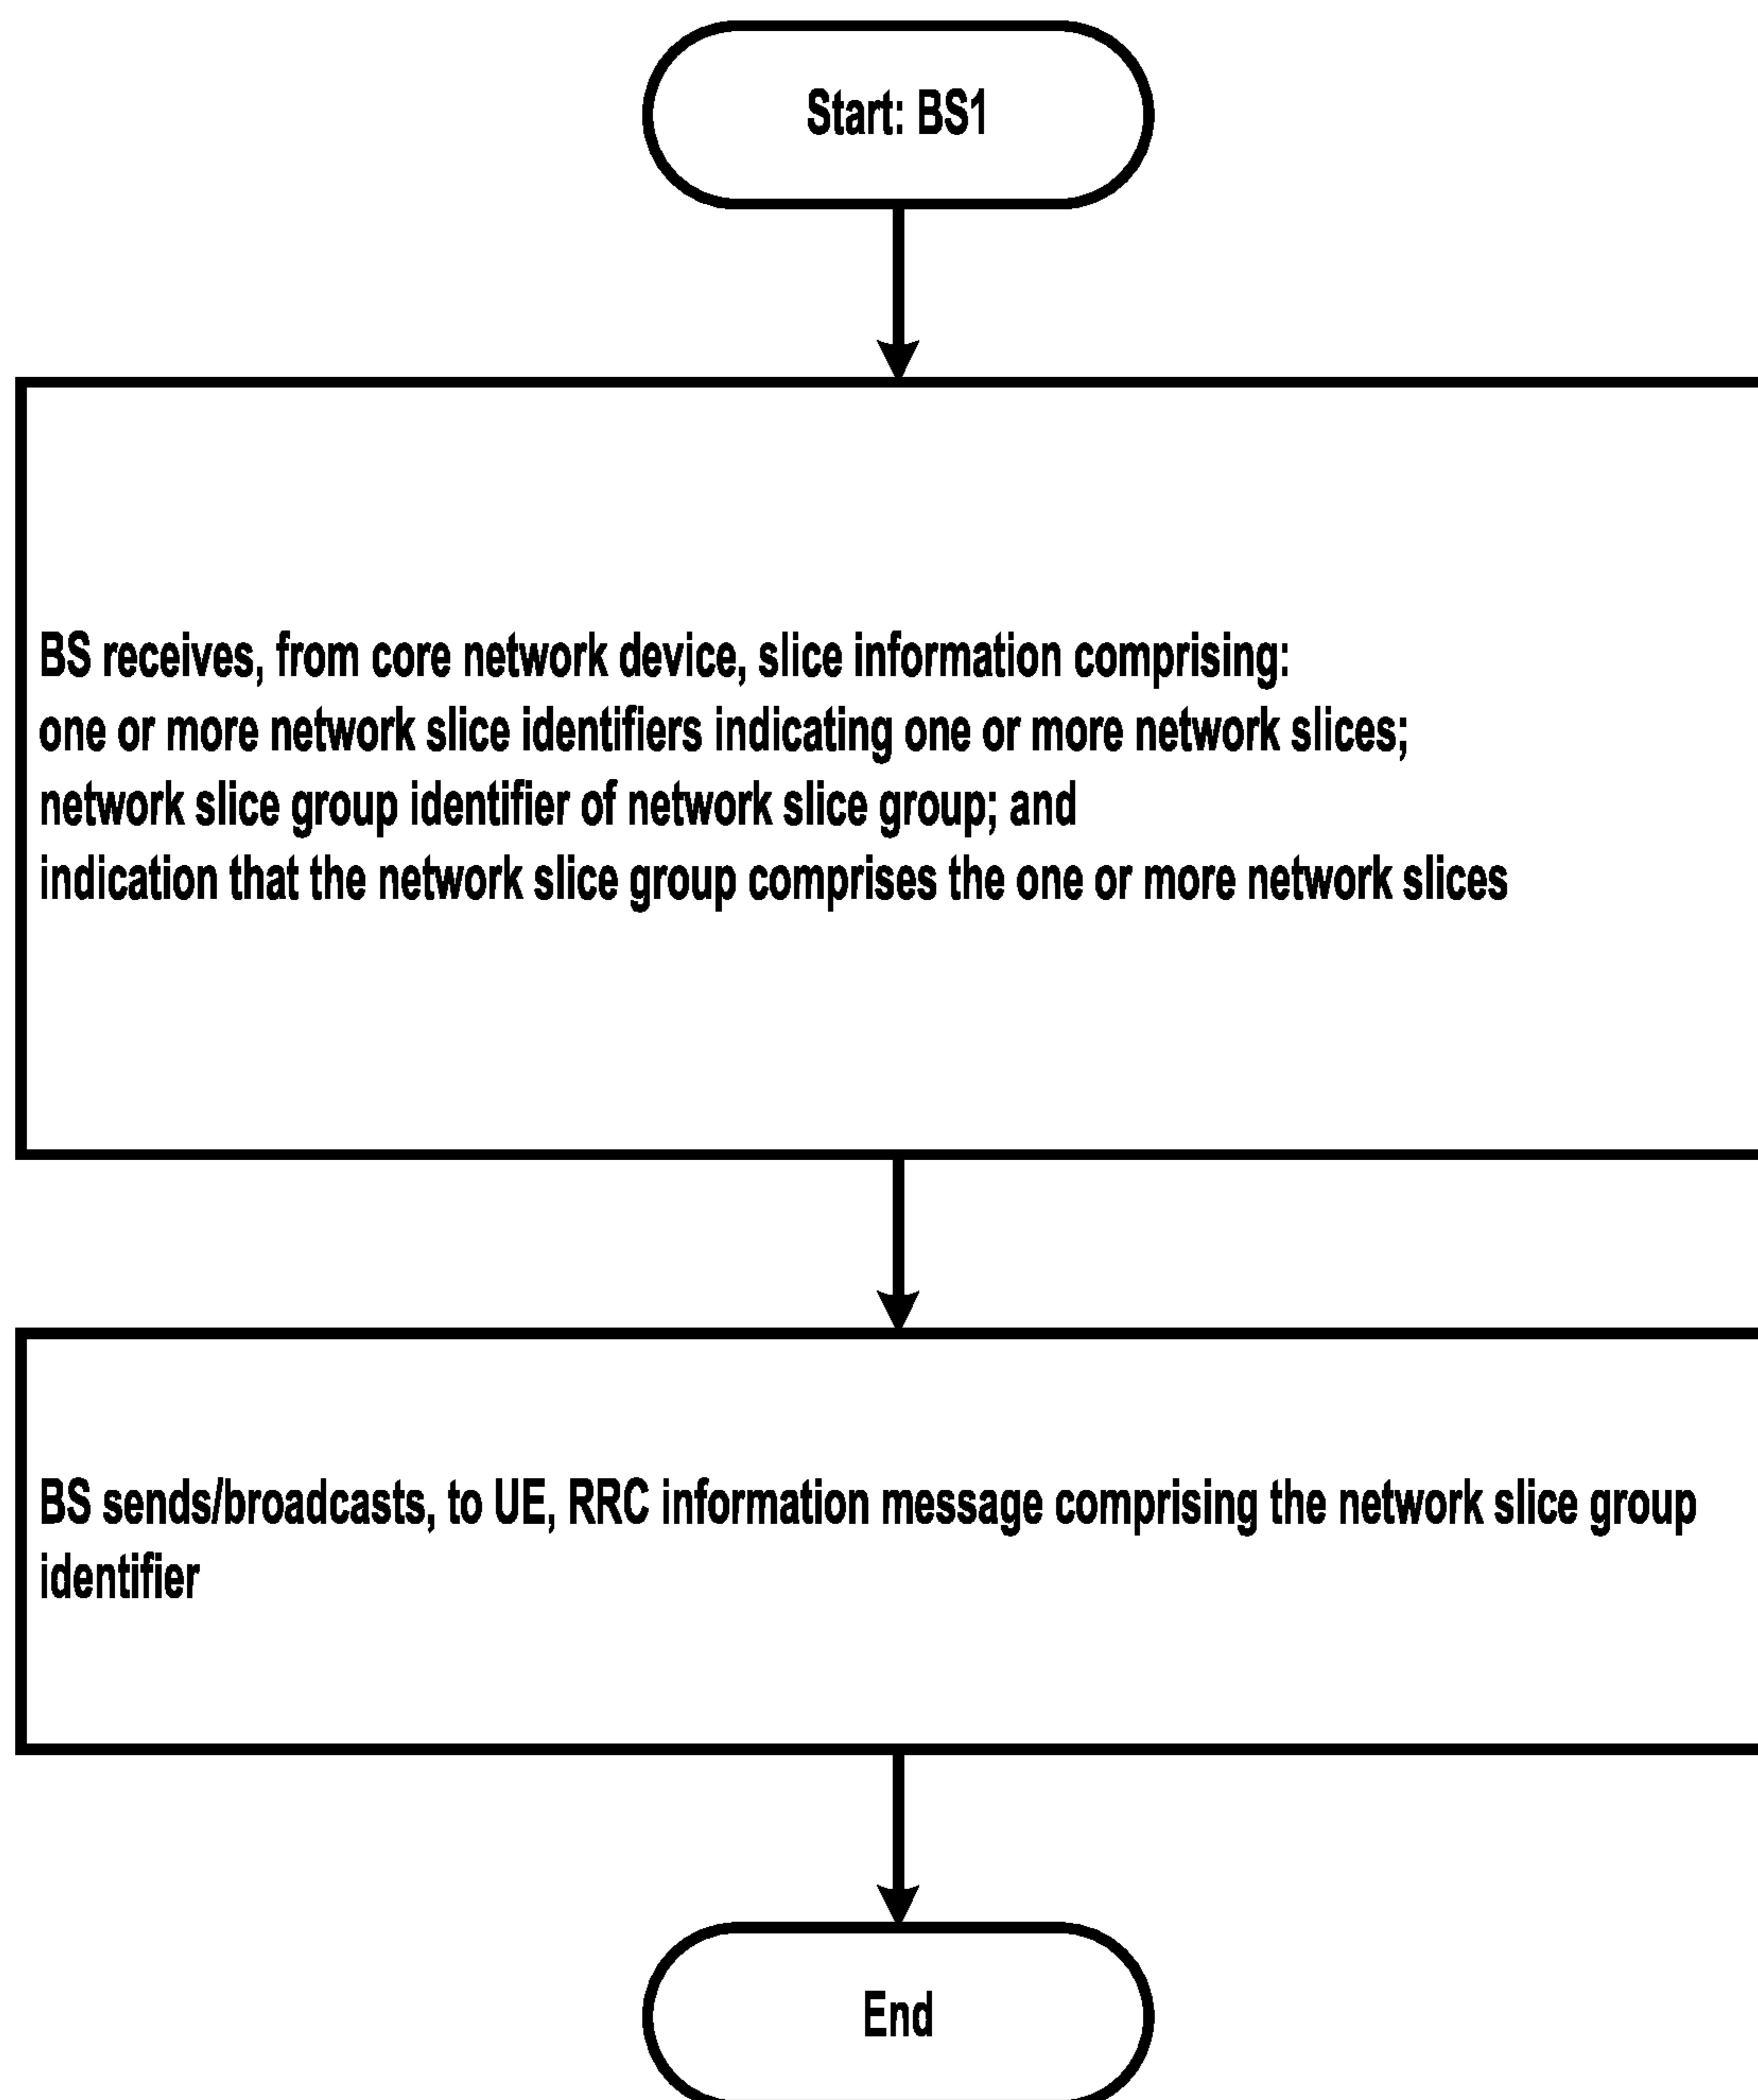 Start: BS1
BS receives, from core network device, slice information comprising:
one or more network slice identifiers indicating one or more network slices;
network slice group identifier of network slice group; and
indication that the network slice group comprises the one or more network slices
BS sends/broadcasts, to UE, RRC information message comprising the network slice group
identifier
End